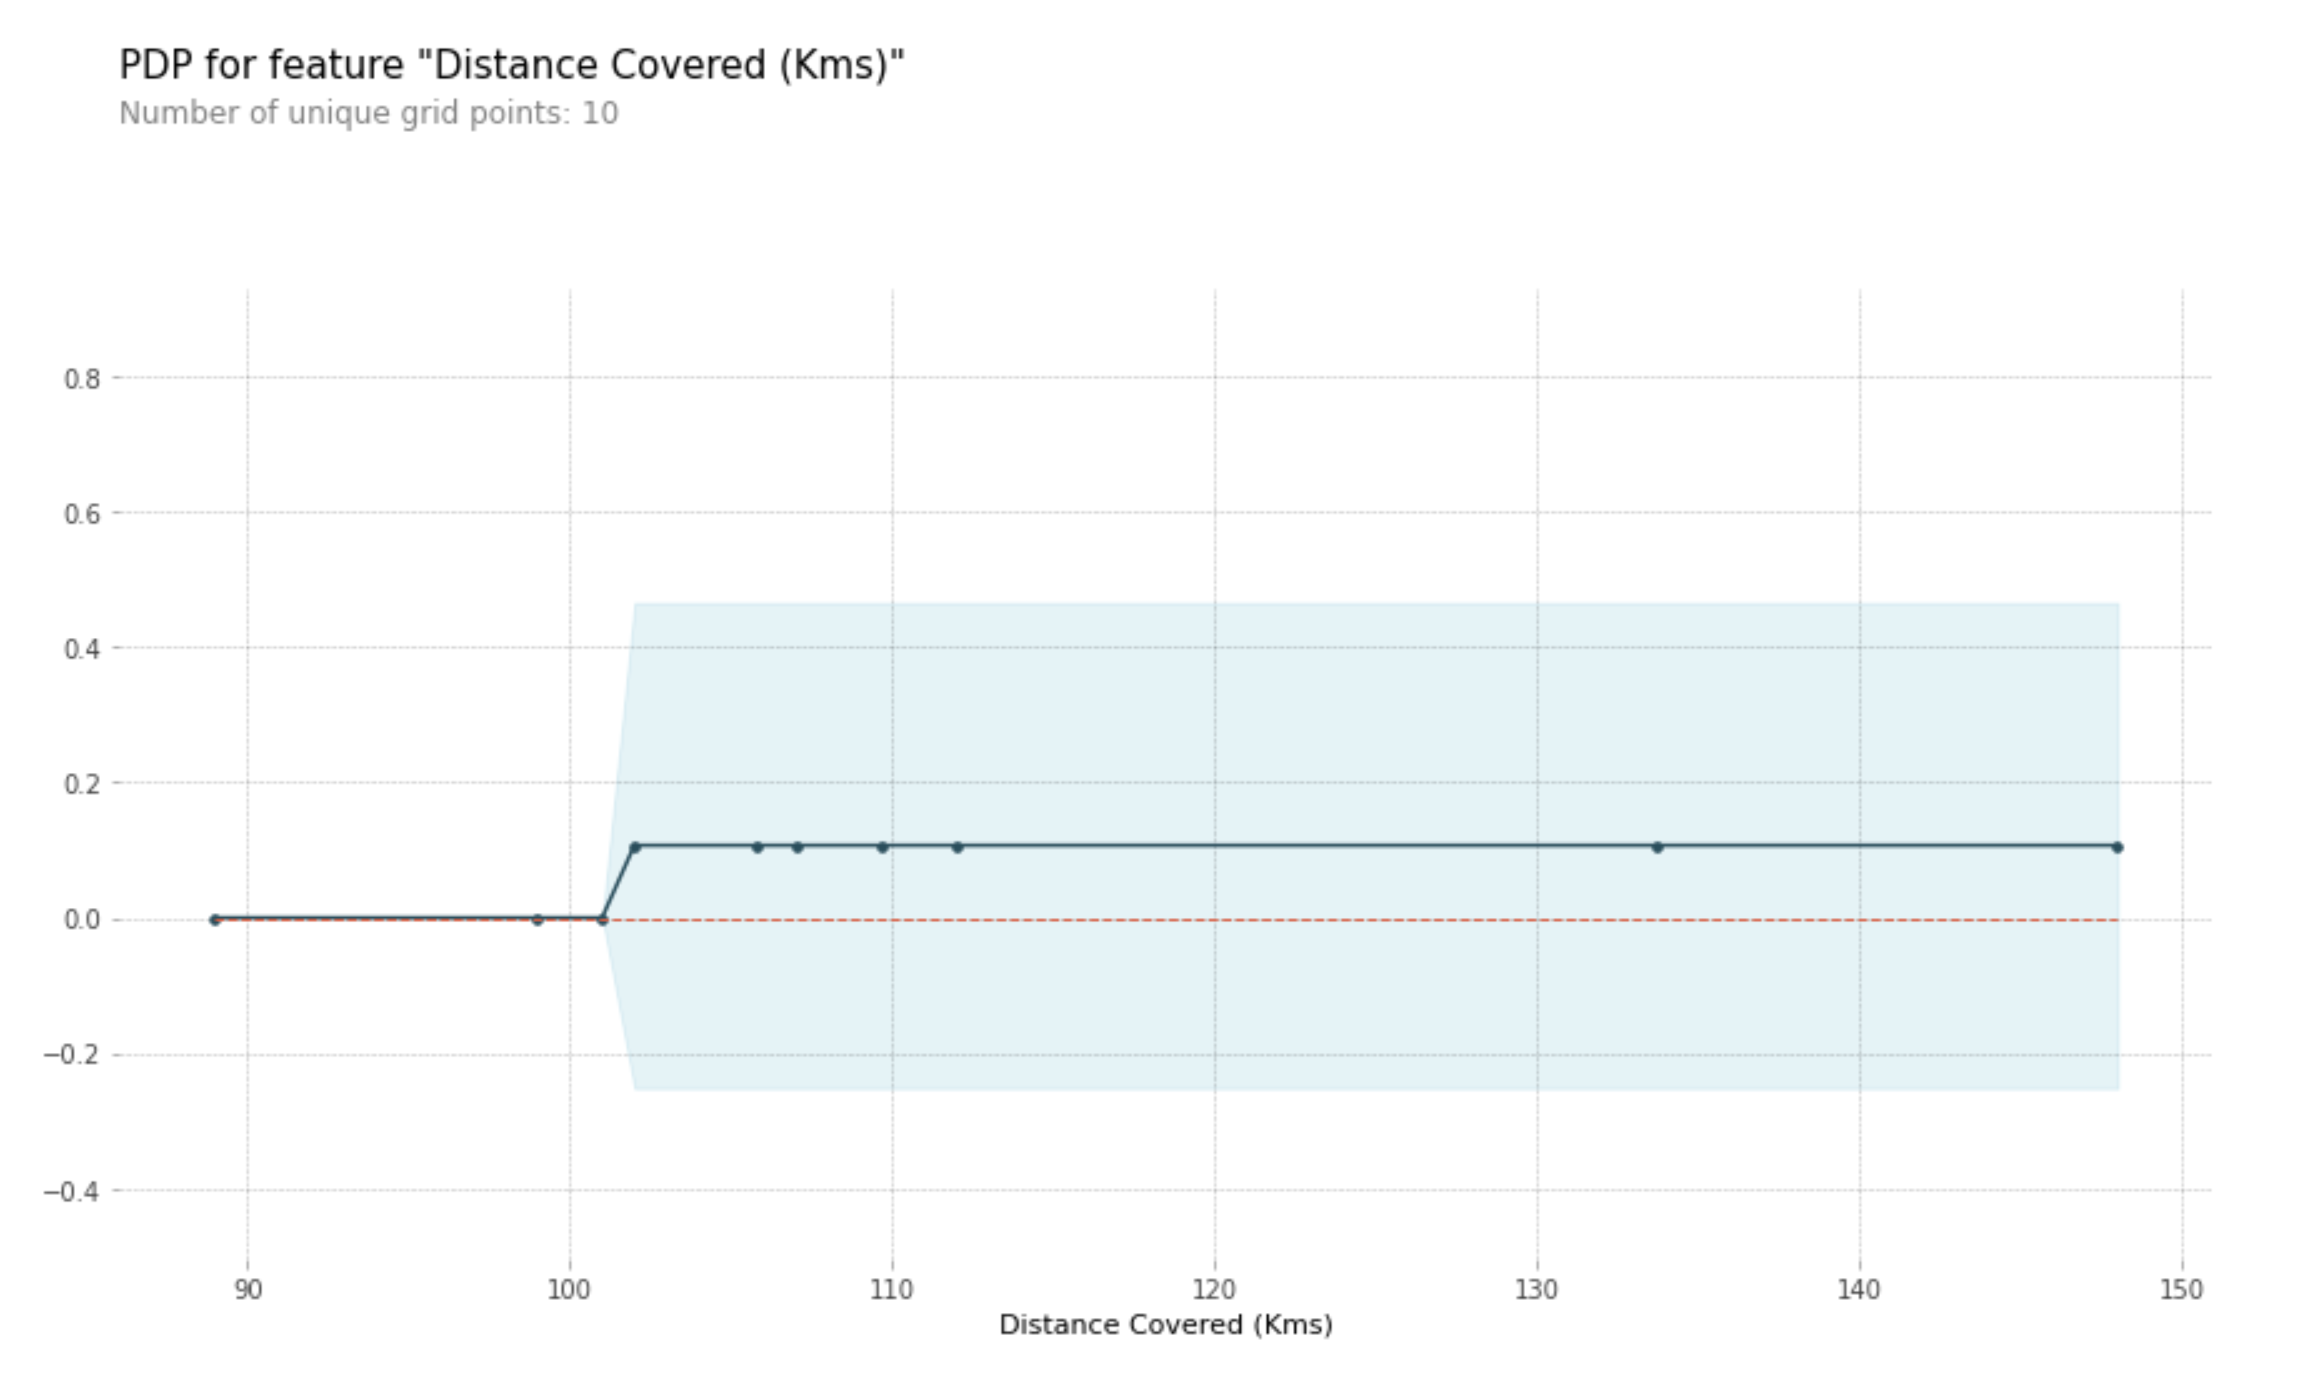 PDP for feature "Distance Covered (Kms)"
Number of unique grid points: 10
0.8
0.6
0.4
0.2
0.0
−0.2
−0.4
90 100 110 120 130 140 150
Distance Covered (Kms)